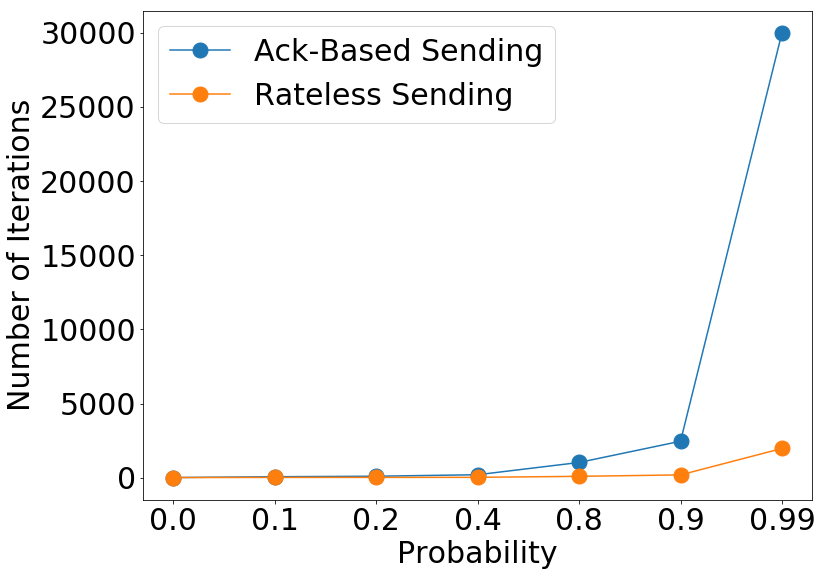 Ack-Based Sending
Rateless Sending
Number of Iterations
30000
25000
20000
15000
10000
5000
0
0.0 0.1 0.2 0.4 0.8 0.9 0.99
Probability